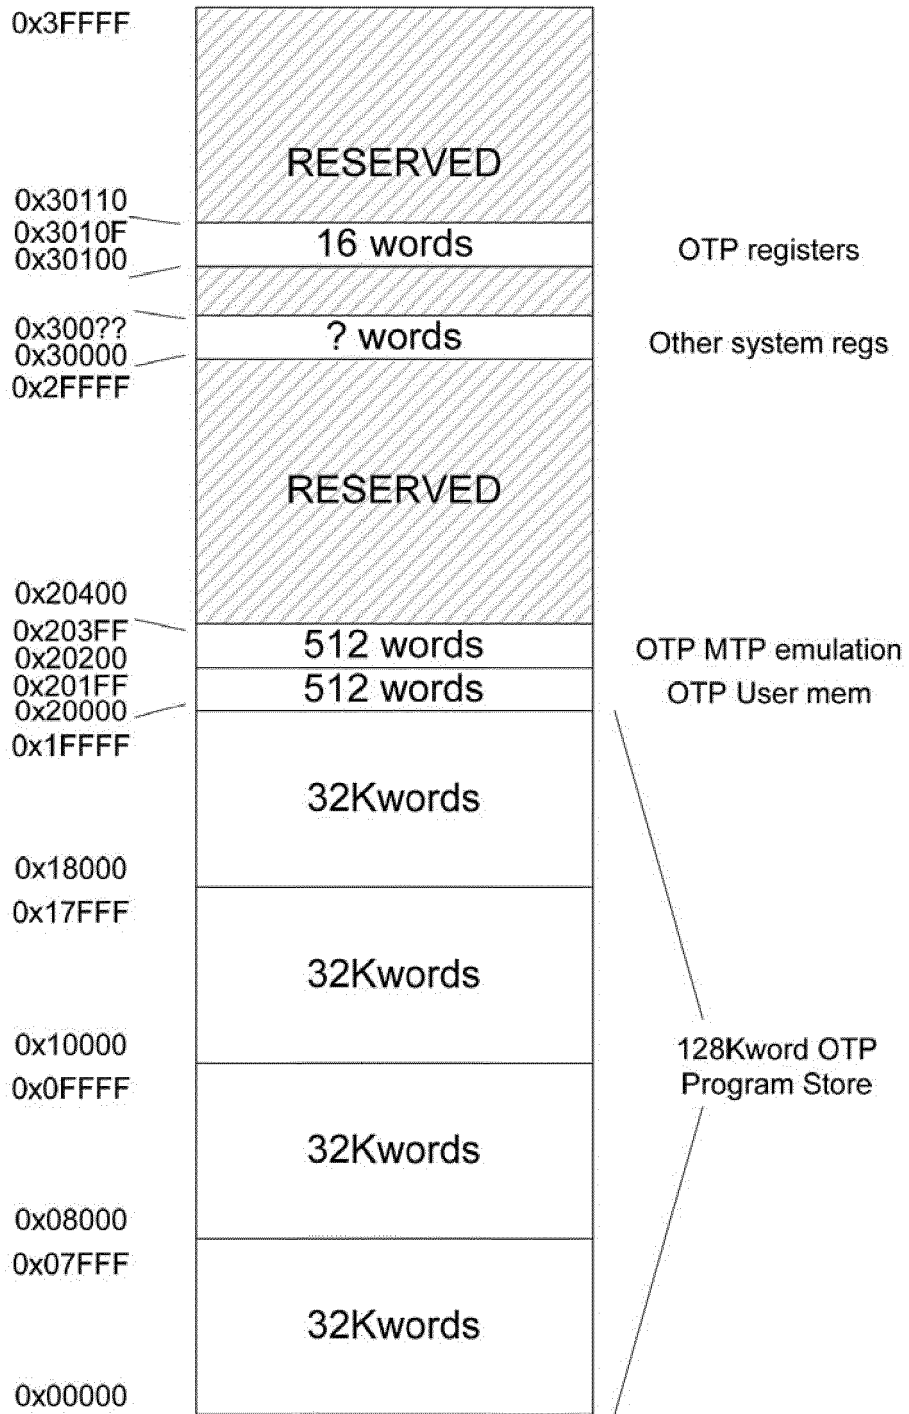 0x3FFFF
RESERVED
0x30110
0x3010F
16 words
OTP registers
0x30100
0x300??
? words
Other system regs
0x30000
0x2FFFF
RESERVED
0x20400
0x203FF
512 words
OTP MTP emulation
0x20200
0x201FF
512 words
OTP User mem
0x20000
0x1FFFF
32Kwords
0x18000
0x17FFF
32Kwords
0x10000
128Kword OTP
Program Store
0x0FFFF
32Kwords
0x08000
0x07FFF
32Kwords
0x00000